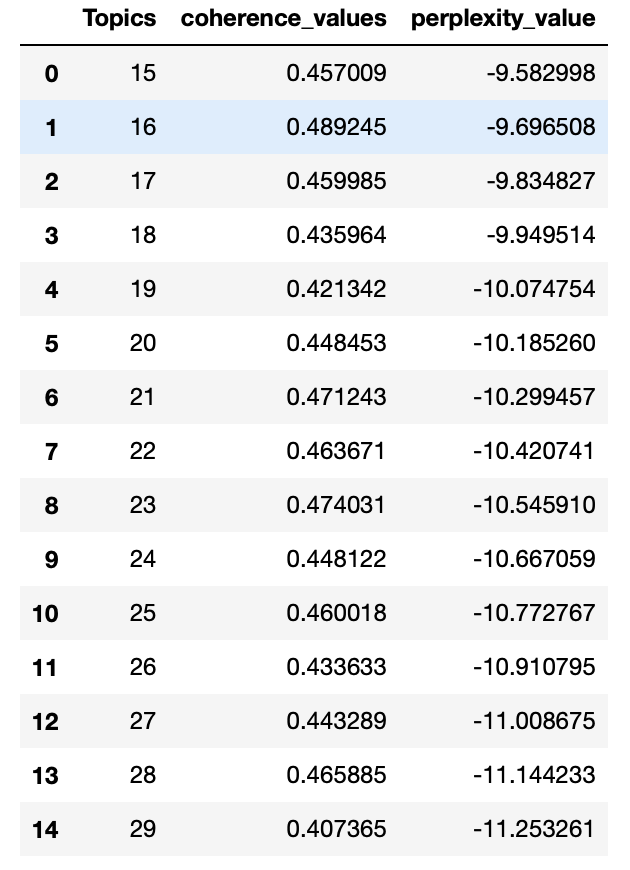 Topics coherence_values perplexity_value
0 15 0.457009 -9.582998
1 16 0.489245 -9.696508
2 17 0.459985 -9.834827
3 18 0.435964 -9.949514
4 19 0.421342 -10.074754
5 20 0.448453 -10.185260
6 21 0.471243 -10.299457
7 22 0.463671 -10.420741
8 23 0.474031 -10.545910
9 24 0.448122 -10.667059
10 25 0.460018 -10.772767
11 26 0.433633 -10.910795
12 27 0.443289 -11.008675
13 28 0.465885 -11.144233
14 29 0.407365 -11.253261